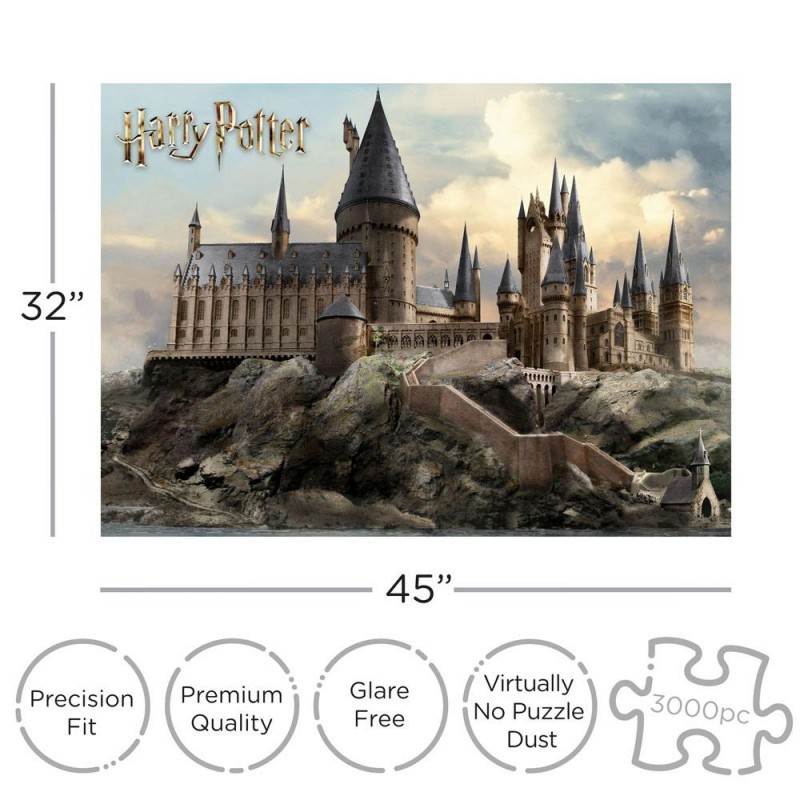 Harry Potter
32”
45”
Precision
Fit
Premium
Quality
Glare
Free
Virtually
No Puzzle
Dust
3000pc